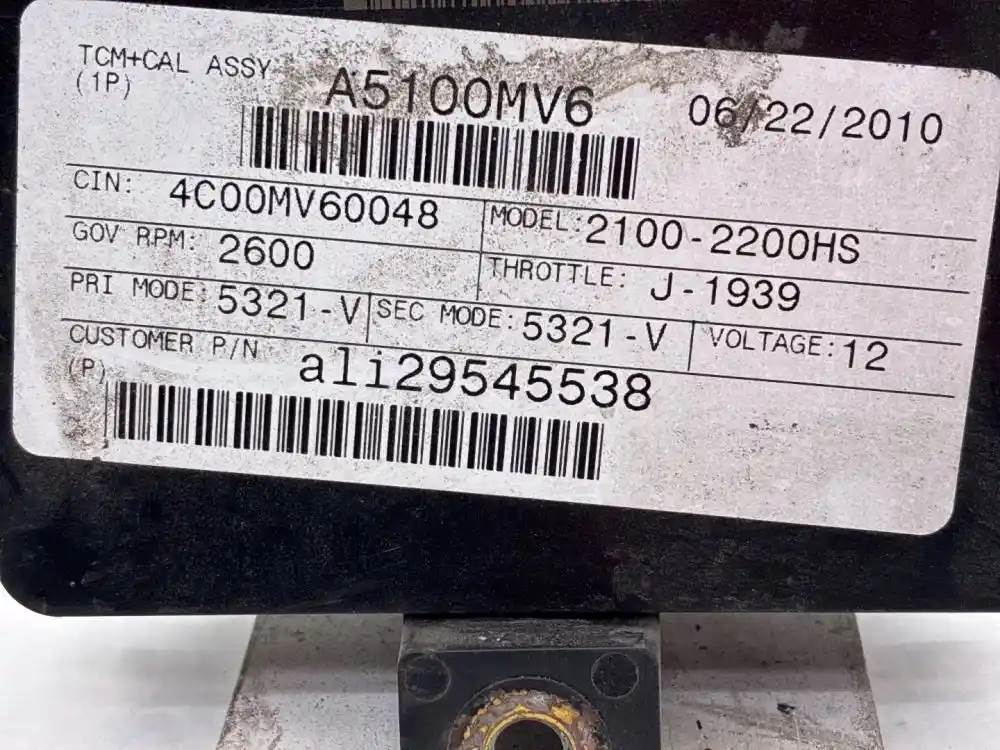 TCM+CAL ASSY A5100MV6 06/22/2010
(1P)
CIN: 4C00MV60048 MODEL: 2100-2200HS
GOV RPM: 2600 THROTTLE: J-1939
PRI MODE: 5321-V SEC MODE: 5321-V VOLTAGE: 12
CUSTOMER P/N ali29545538
(P)